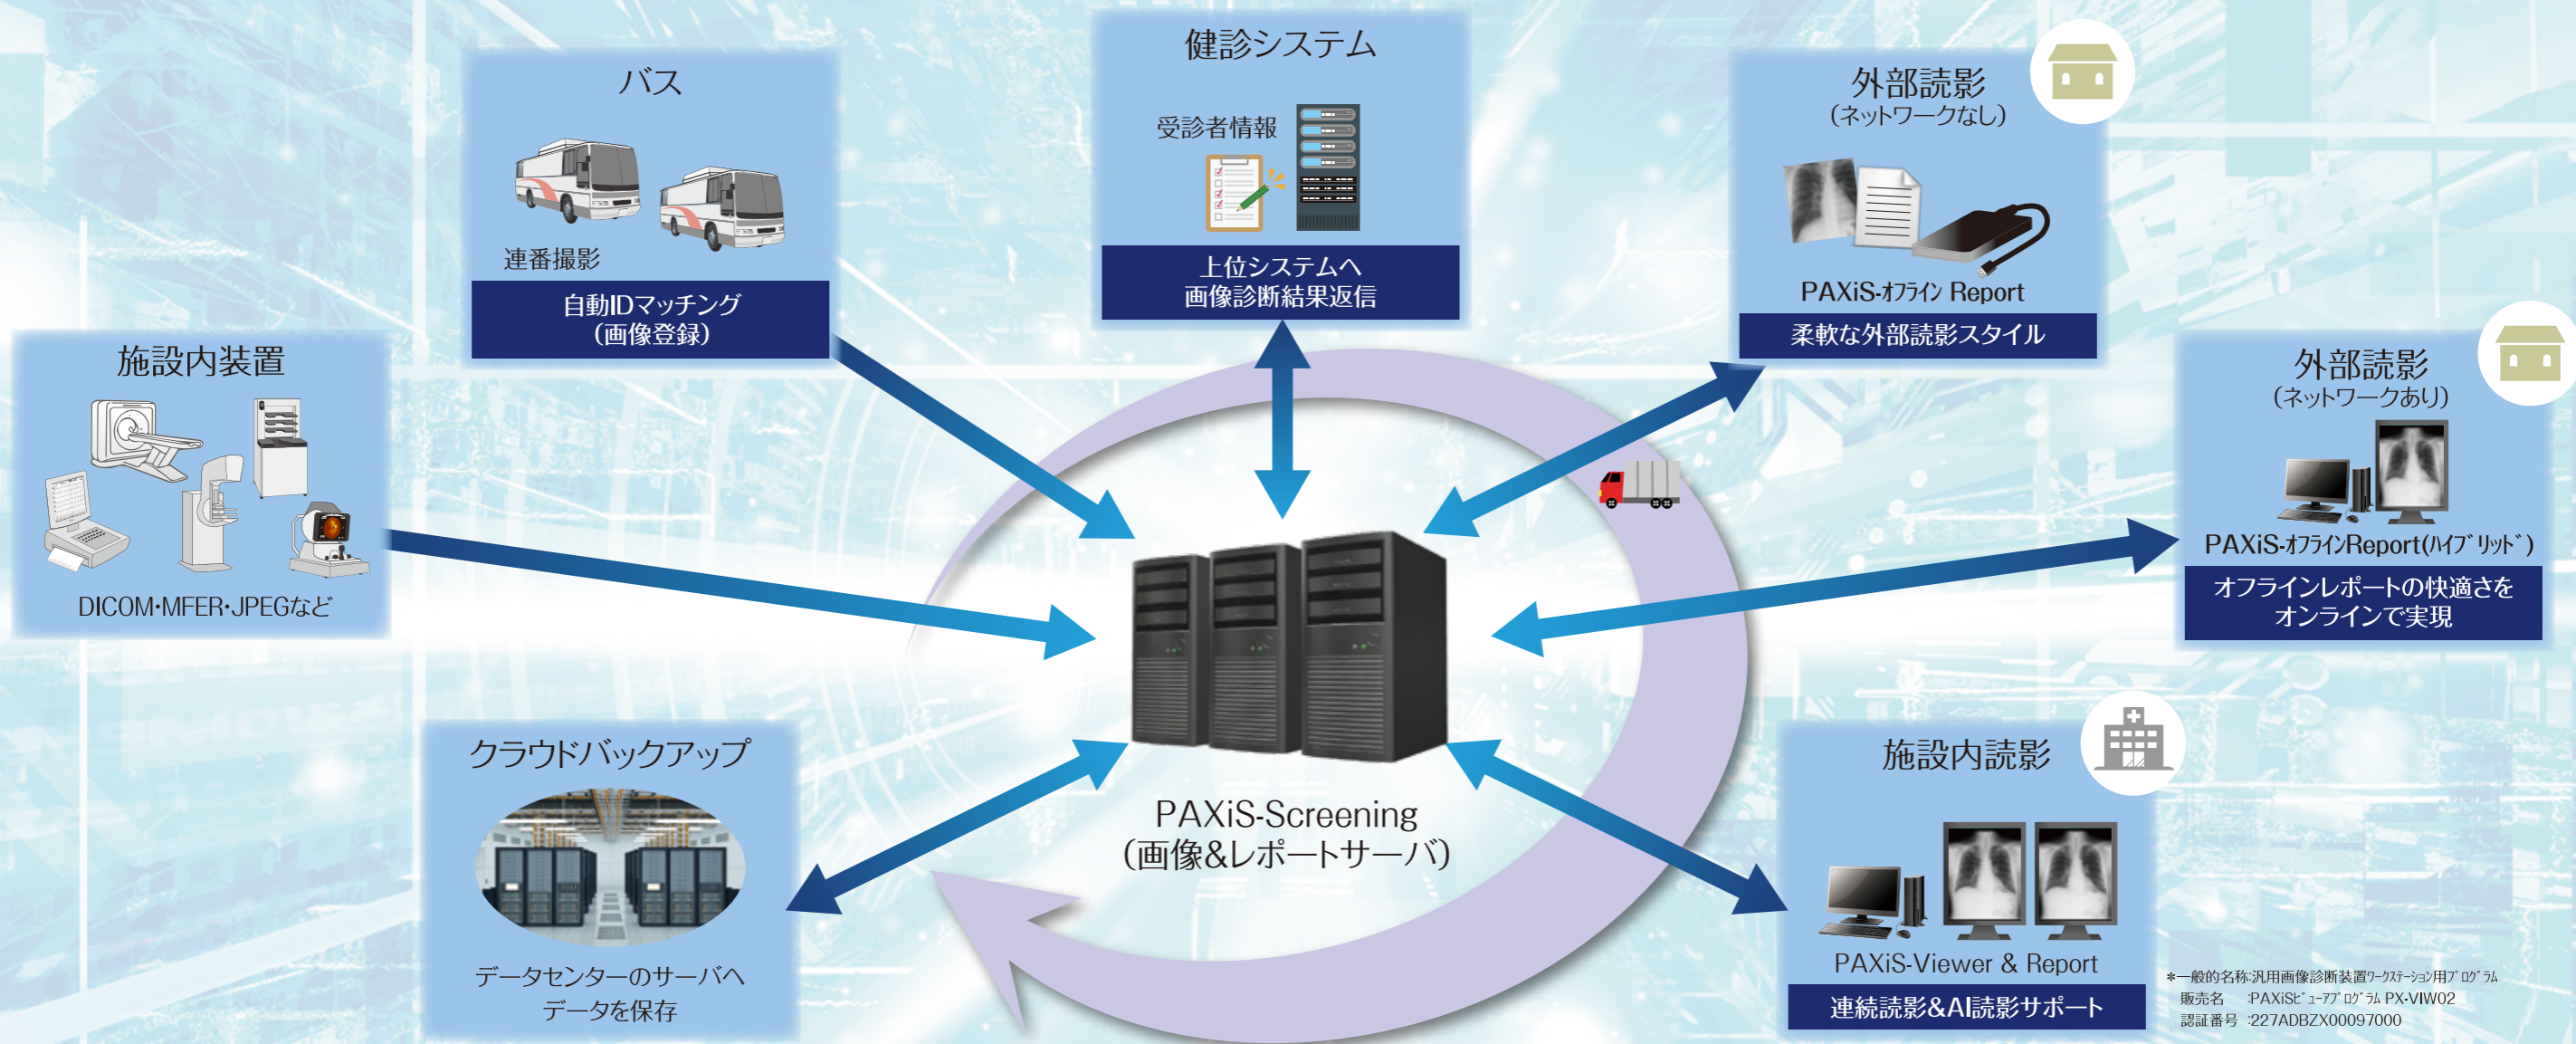 健診システム
受診者情報
上位システムへ
画像診断結果返信
バス
連番撮影
自動IDマッチング
(画像登録)
外部読影
(ネットワークなし)
PAXiS-ｵﾌﾗｲﾝ Report
柔軟な外部読影スタイル
施設内装置
DICOM・MFER・JPEGなど
外部読影
(ネットワークあり)
PAXiS-ｵﾌﾗｲﾝReport(ﾊｲﾌﾞﾘｯﾄﾞ)
オフラインレポートの快適さを
オンラインで実現
クラウドバックアップ
データセンターのサーバへ
データを保存
PAXiS-Screening
(画像&レポートサーバ)
施設内読影
PAXiS-Viewer & Report
連続読影&AI読影サポート
*一般的名称:汎用画像診断装置ﾜｰｸｽﾃｰｼｮﾝ用ﾌﾟﾛｸﾞﾗﾑ
販売名 :PAXiSﾋﾞｭｰｱﾌﾟﾛｸﾞﾗﾑ PX-VIW02
認証番号 :227ADBZX00097000